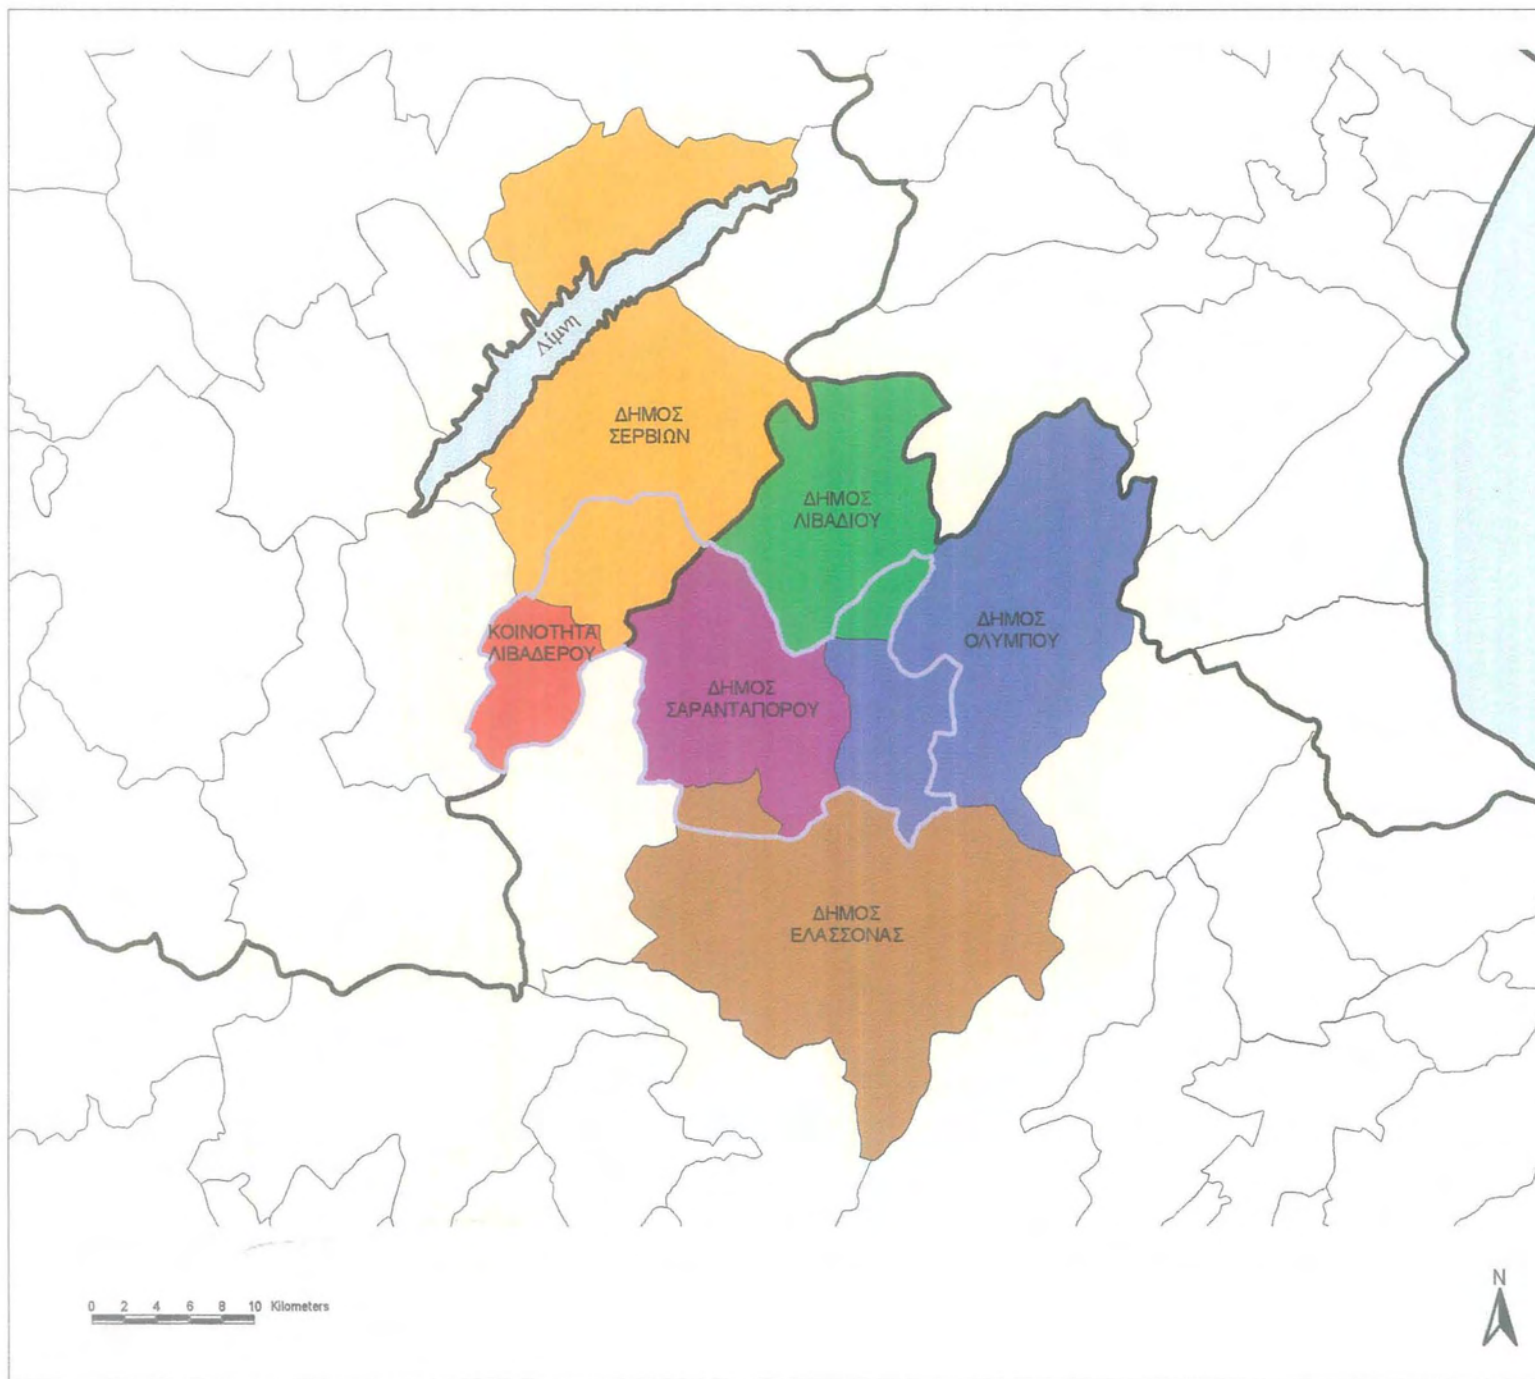 Λίμνη
ΔΗΜΟΣ
ΣΕΡΒΙΩΝ
ΔΗΜΟΣ
ΛΙΒΑΔΙΟΥ
ΔΗΜΟΣ
ΟΛΥΜΠΟΥ
ΚΟΙΝΟΤΗΤΑ
ΛΙΒΑΔΕΡΟΥ
ΔΗΜΟΣ
ΣΑΡΑΝΤΑΠΟΡΟΥ
ΔΗΜΟΣ
ΕΛΑΣΣΟΝΑΣ
0 2 4 6 8 10 Kilometers
N